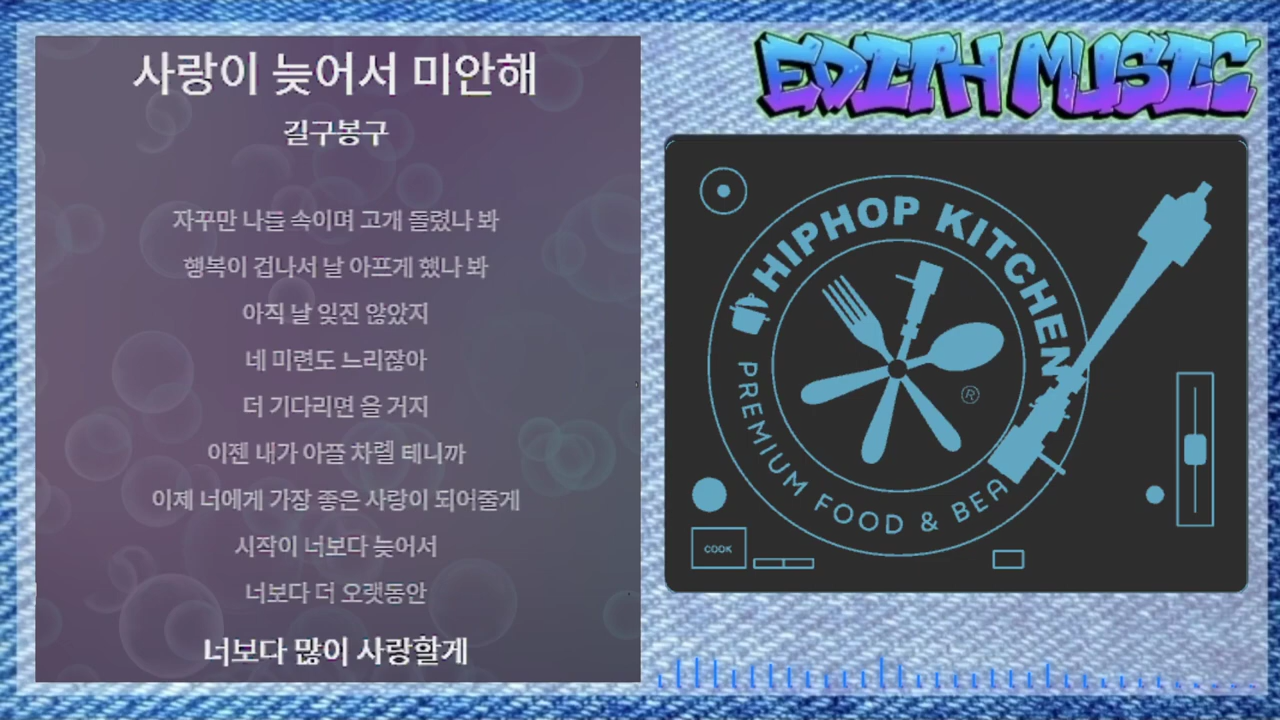 사랑이 늦어서 미안해
길구봉구
자꾸만 나들 속이며 고개 돌렸나 봐
행복이 겁나서 날 아프게 했나 봐
아직 날 잊진 않았지
네 미련도 느리잖아
더 기다리면 올 거지
이젠 내가 아플 차렐 테니까
이제 너에게 가장 좋은 사랑이 되어줄게
시작이 너보다 늦어서
너보다 더 오랫동안
너보다 많이 사랑할게
EDITH MUSIC
HIPHOP KITCHEN
PREMIUM FOOD & BEA
®
COOK